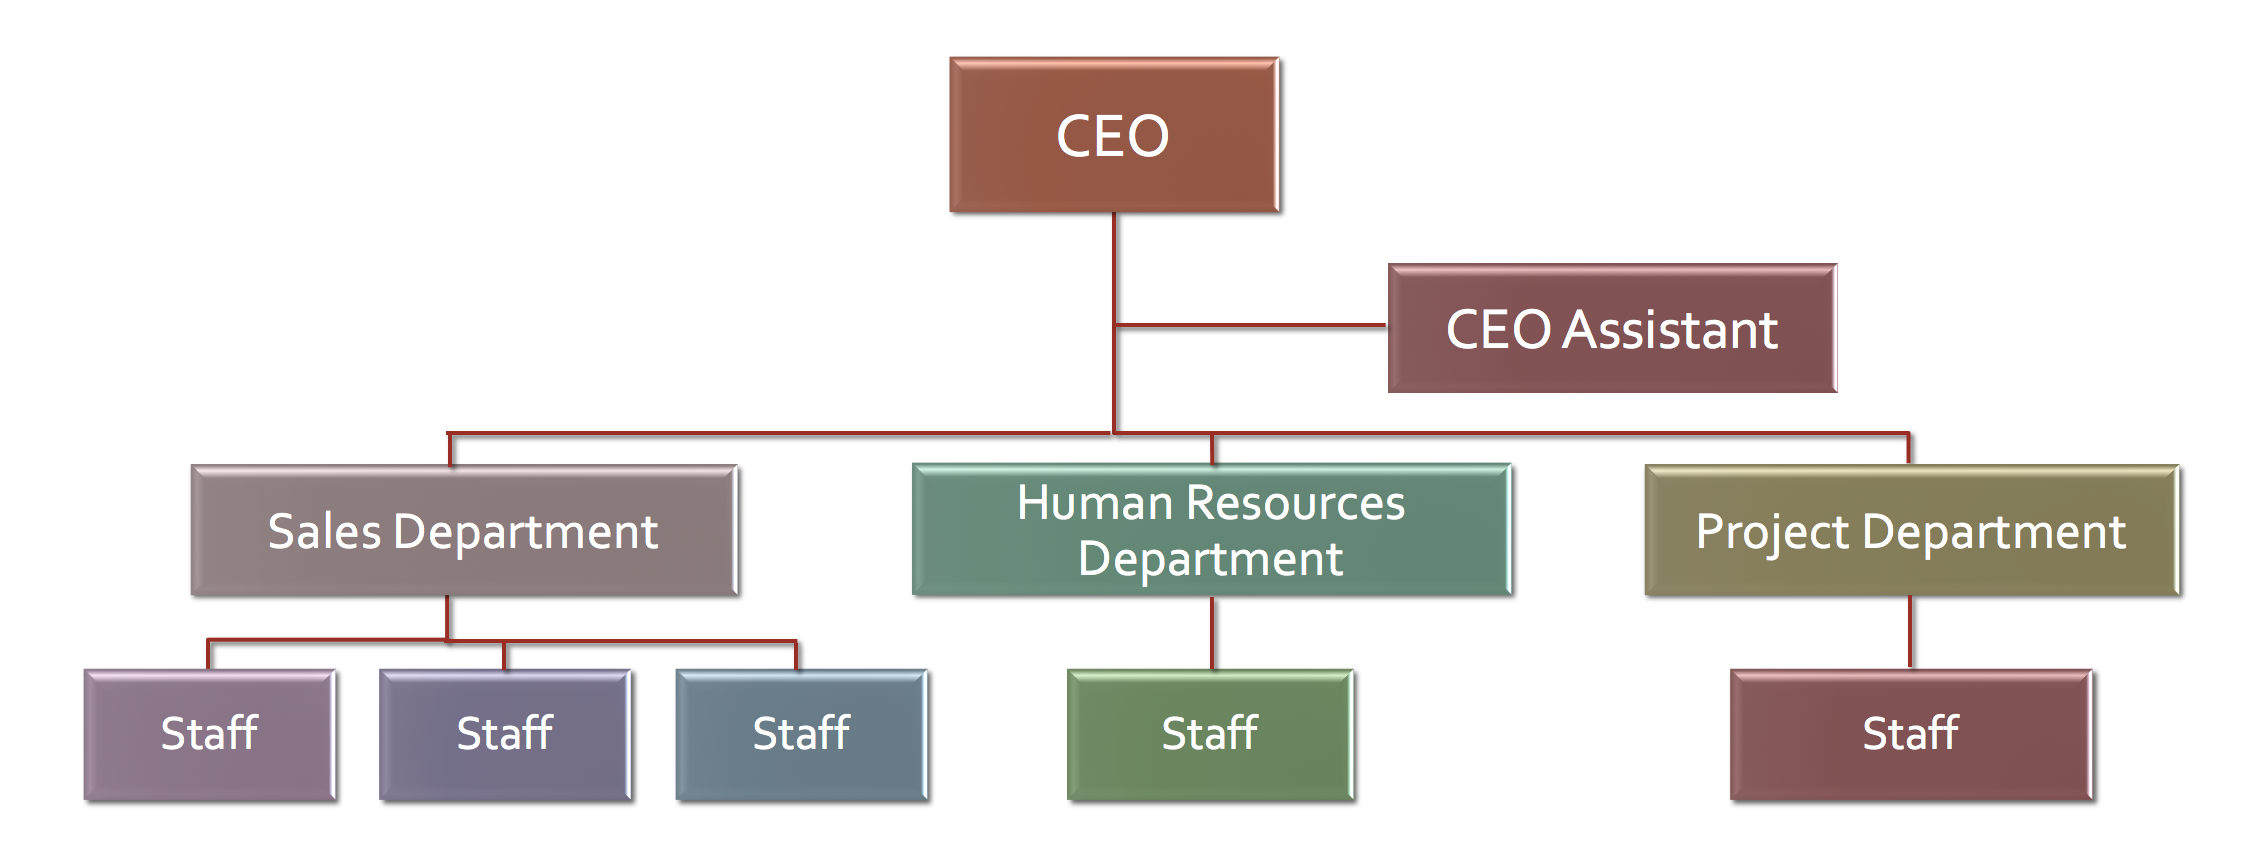 CEO
CEO Assistant
Sales Department
Human Resources
Department
Project Department
Staff
Staff
Staff
Staff
Staff